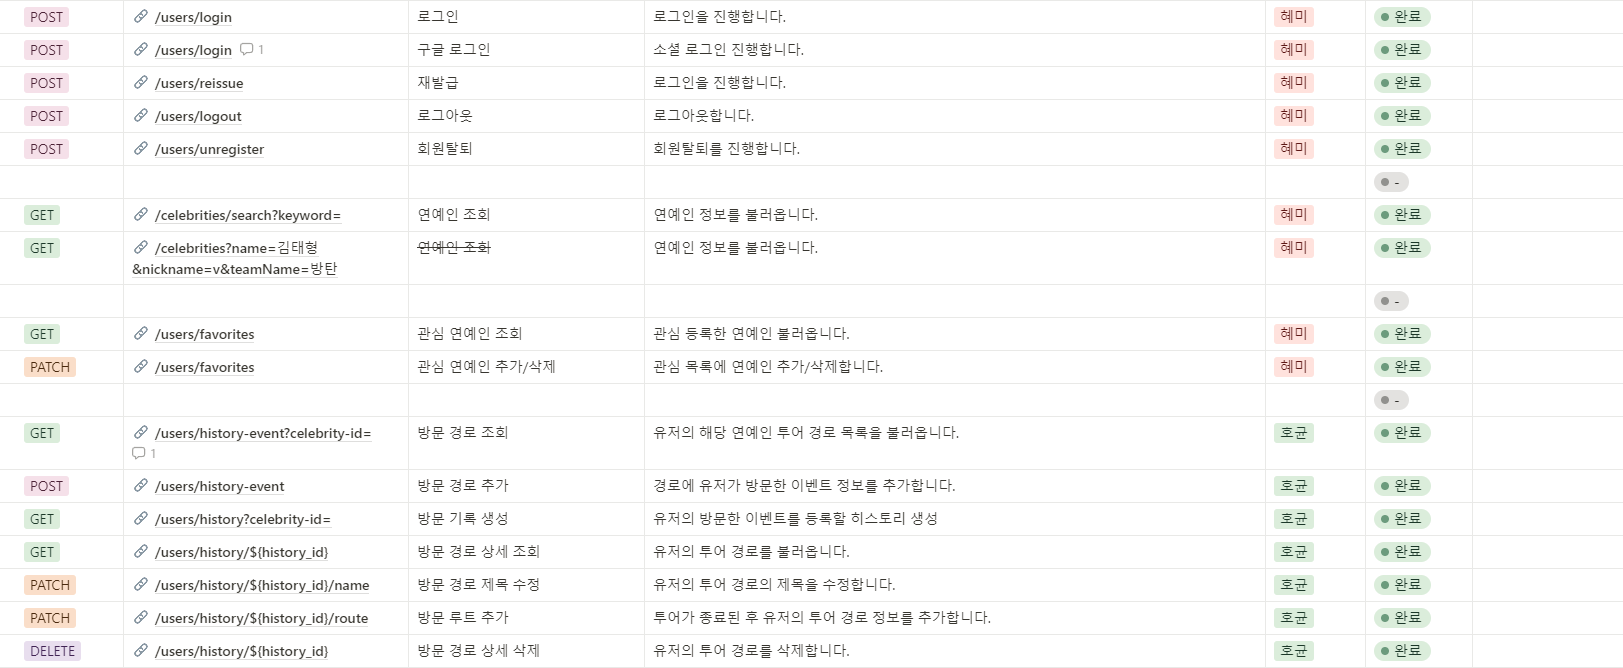 POST /users/login 로그인 로그인을 진행합니다. 혜미 완료
POST /users/login 1 구글 로그인 소셜 로그인 진행합니다. 혜미 완료
POST /users/reissue 재발급 로그인을 진행합니다. 혜미 완료
POST /users/logout 로그아웃 로그아웃합니다. 혜미 완료
POST /users/unregister 회원탈퇴 회원탈퇴를 진행합니다. 혜미 완료
-
GET /celebrities/search?keyword= 연예인 조회 연예인 정보를 불러옵니다. 혜미 완료
GET /celebrities?name=김태형 연예인 조회 연예인 정보를 불러옵니다. 혜미 완료
&nickname=v&teamName=방탄
-
GET /users/favorites 관심 연예인 조회 관심 등록한 연예인 불러옵니다. 혜미 완료
PATCH /users/favorites 관심 연예인 추가/삭제 관심 목록에 연예인 추가/삭제합니다. 혜미 완료
-
GET /users/history-event?celebrity-id= 방문 경로 조회 유저의 해당 연예인 투어 경로 목록을 불러옵니다. 호균 완료
1
POST /users/history-event 방문 경로 추가 경로에 유저가 방문한 이벤트 정보를 추가합니다. 호균 완료
GET /users/history?celebrity-id= 방문 기록 생성 유저의 방문한 이벤트를 등록할 히스토리 생성 호균 완료
GET /users/history/${history_id} 방문 경로 상세 조회 유저의 투어 경로를 불러옵니다. 호균 완료
PATCH /users/history/${history_id}/name 방문 경로 제목 수정 유저의 투어 경로의 제목을 수정합니다. 호균 완료
PATCH /users/history/${history_id}/route 방문 루트 추가 투어가 종료된 후 유저의 투어 경로 정보를 추가합니다. 호균 완료
DELETE /users/history/${history_id} 방문 경로 상세 삭제 유저의 투어 경로를 삭제합니다. 호균 완료